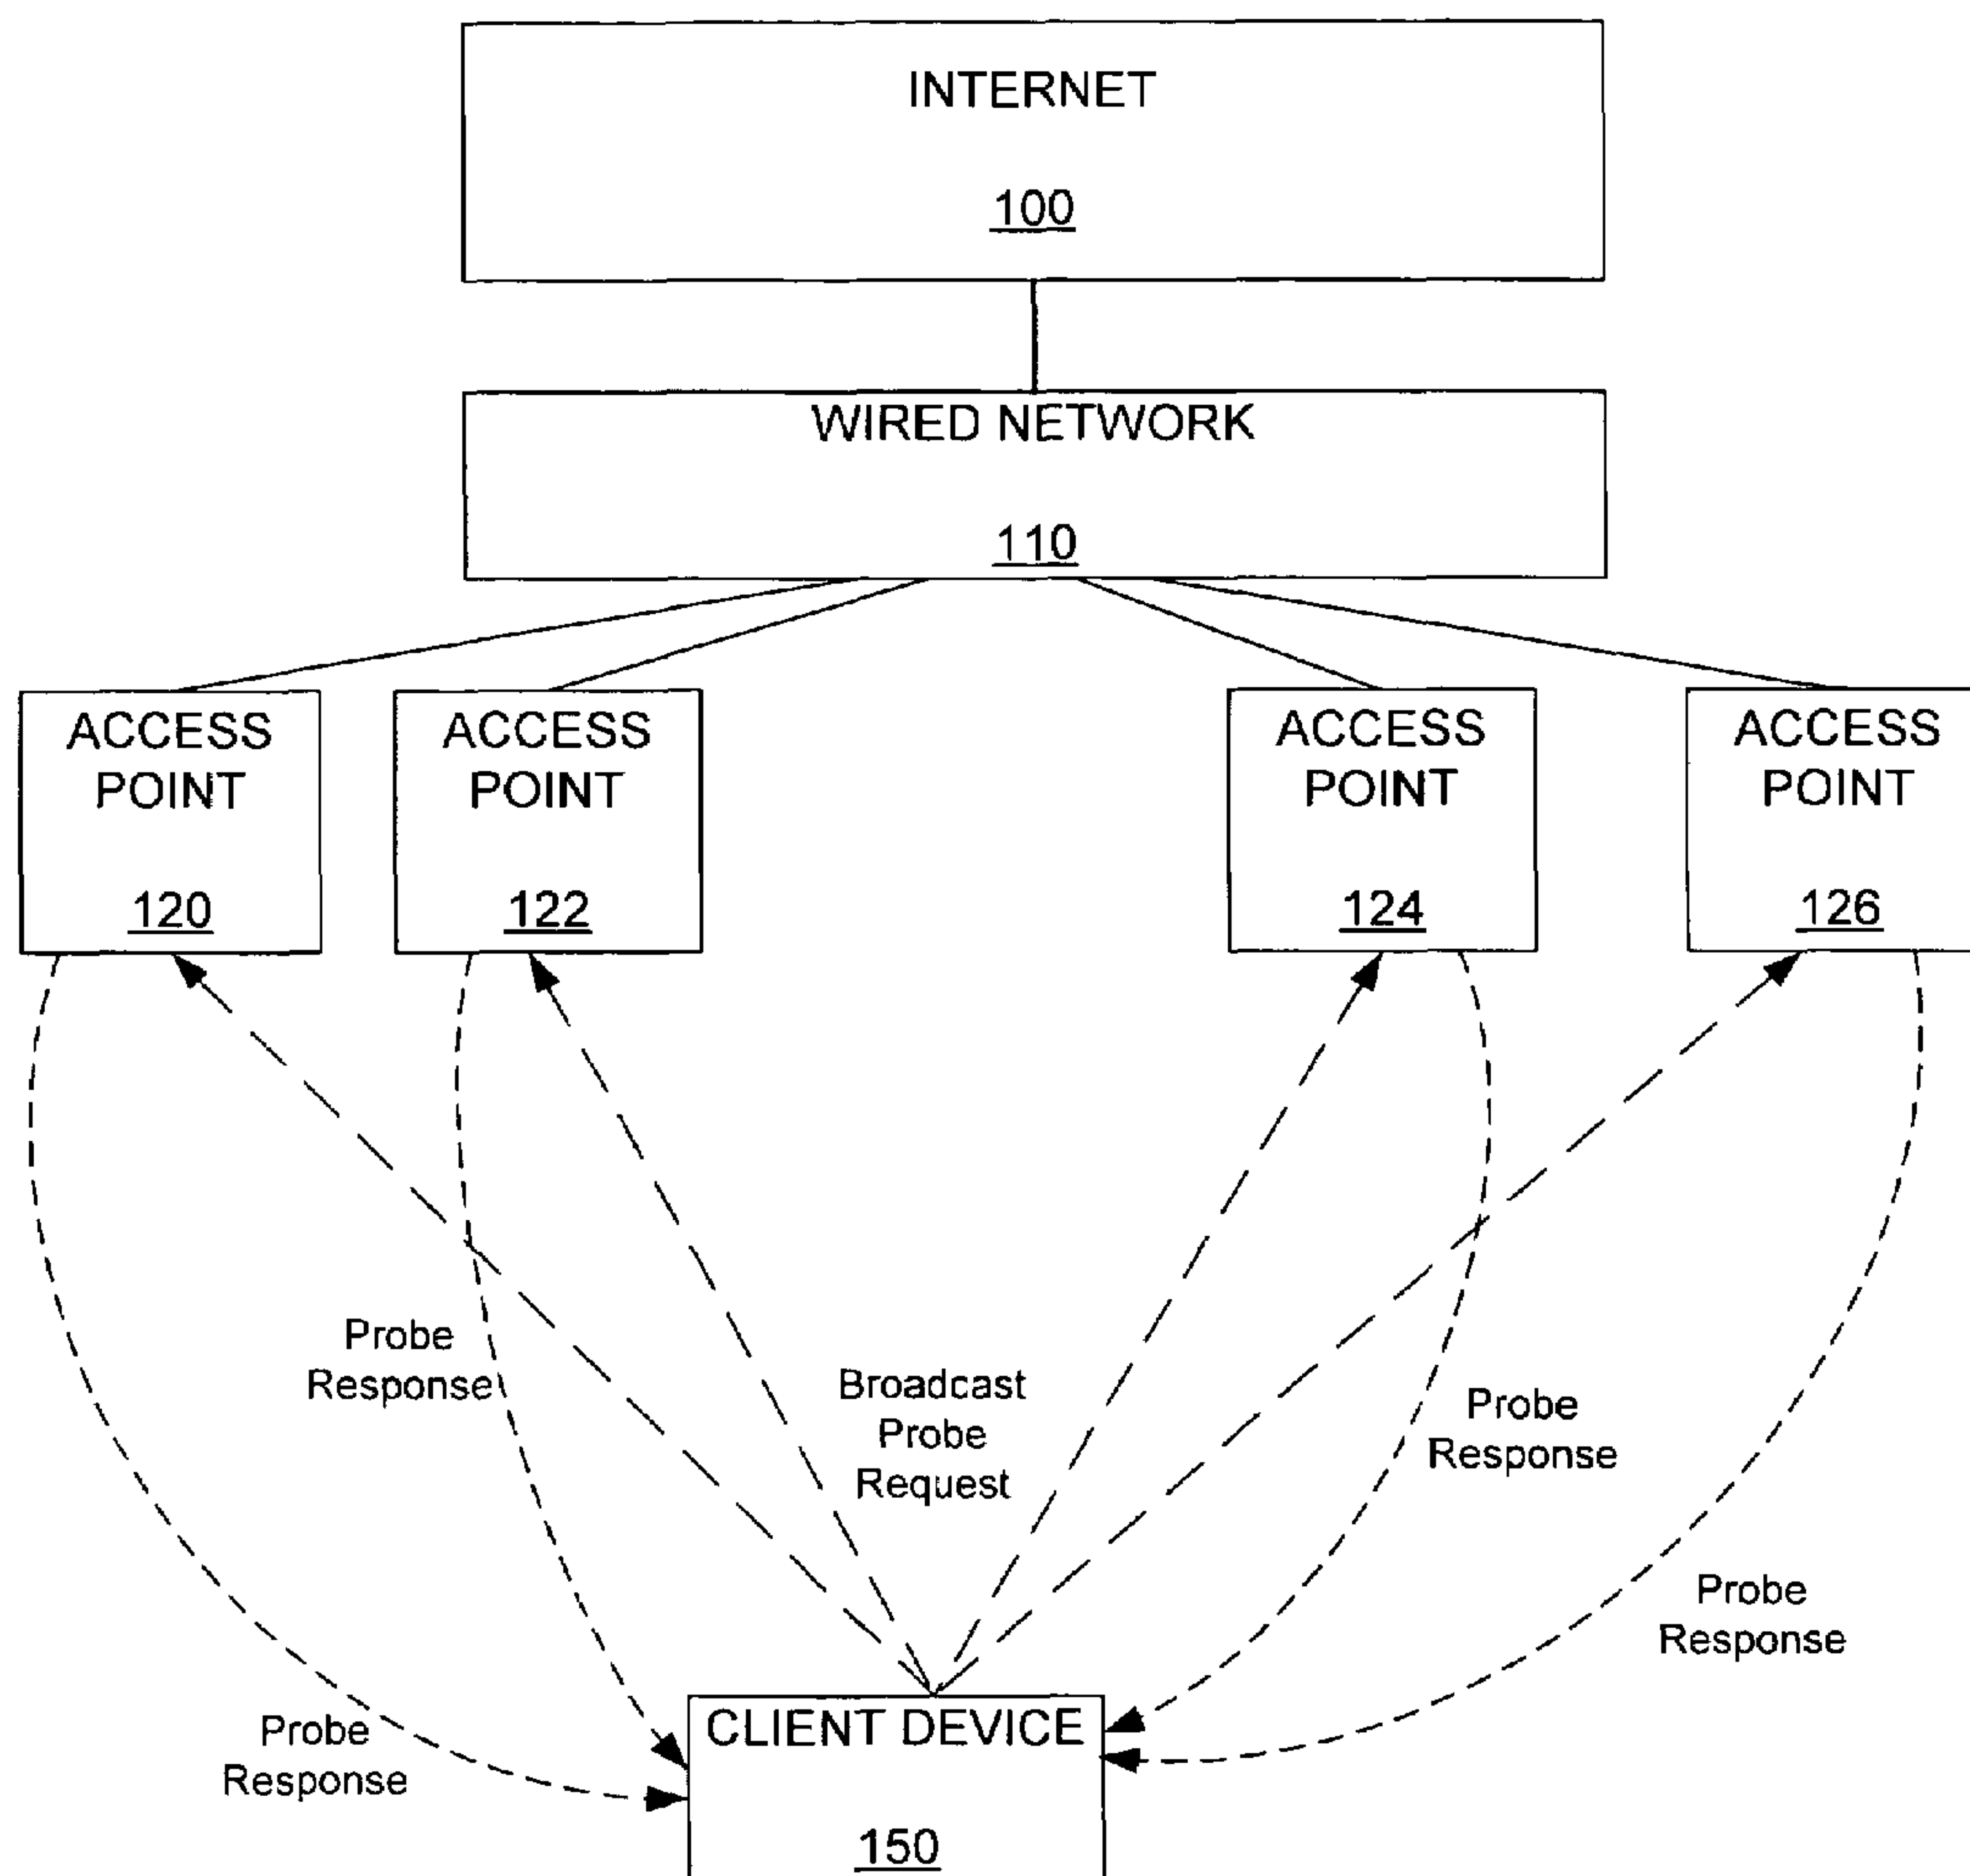 INTERNET
100
WIRED NETWORK
110
ACCESS
POINT
120
ACCESS
POINT
122
ACCESS
POINT
124
ACCESS
POINT
126
Probe
Response
Broadcast
Probe
Request
Probe
Response
Probe
Response
Probe
Response
CLIENT DEVICE
150